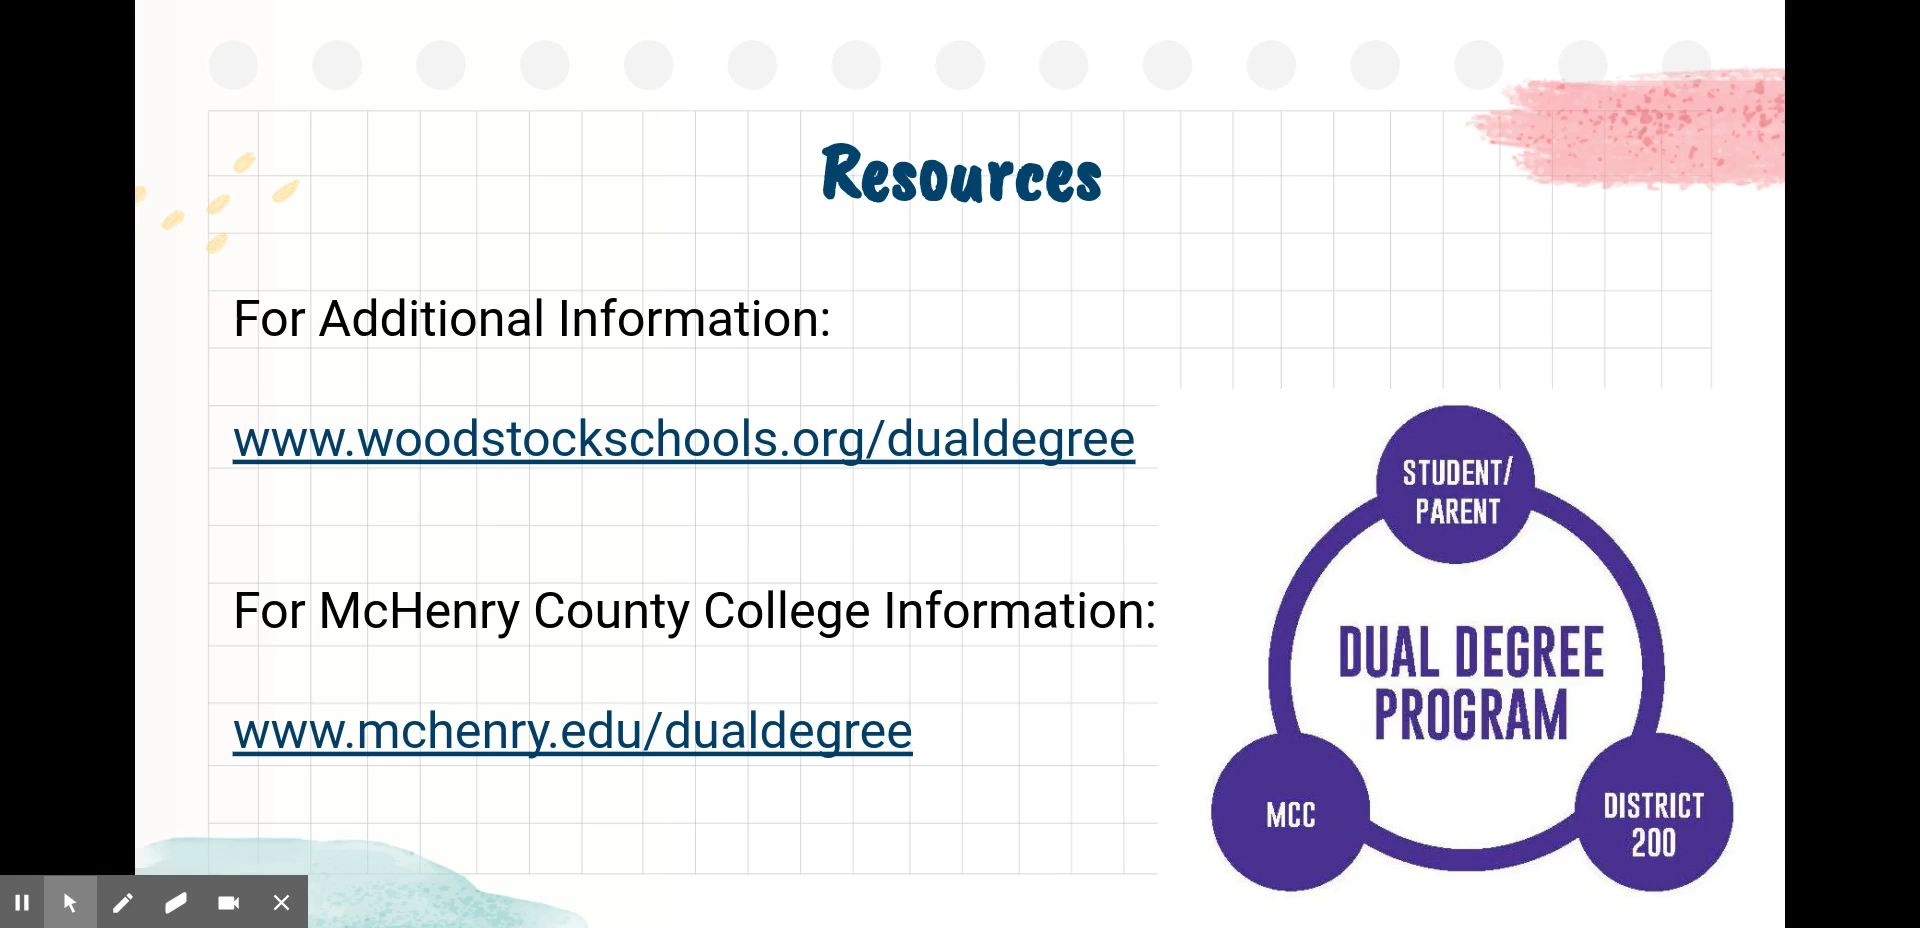 Resources
For Additional Information:
www.woodstockschools.org/dualdegree
For McHenry County College Information:
www.mchenry.edu/dualdegree
STUDENT/
PARENT
DUAL DEGREE
PROGRAM
MCC
DISTRICT
200